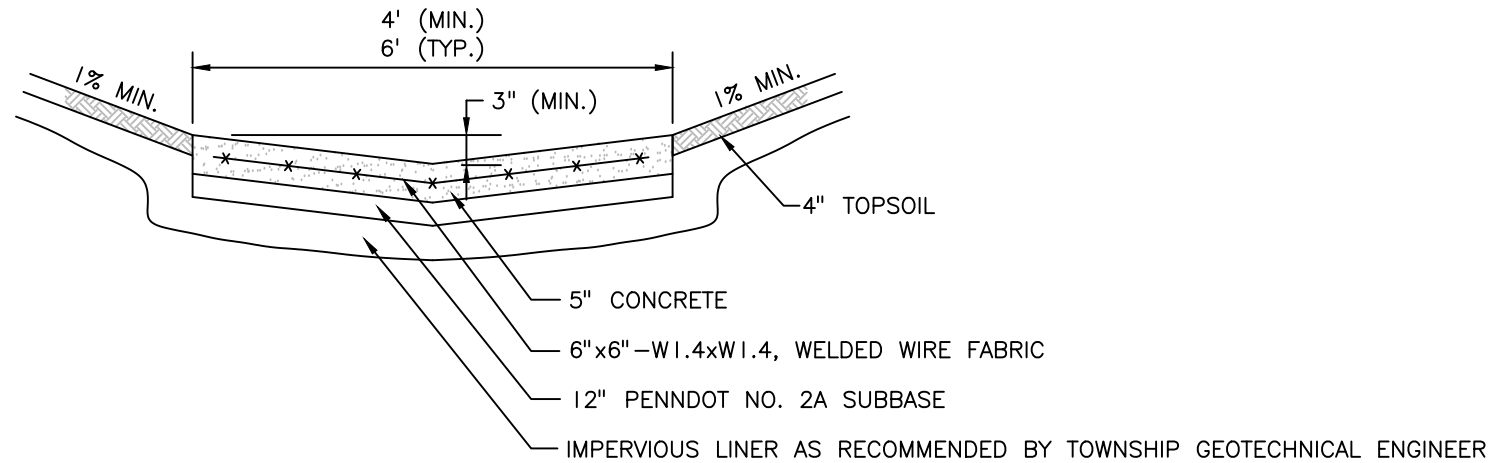 4' (MIN.)
6' (TYP.)
1% MIN.
3" (MIN.)
1% MIN.
4" TOPSOIL
5" CONCRETE
6"x6"-W1.4xW1.4, WELDED WIRE FABRIC
12" PENNDOT NO. 2A SUBBASE
IMPERVIOUS LINER AS RECOMMENDED BY TOWNSHIP GEOTECHNICAL ENGINEER